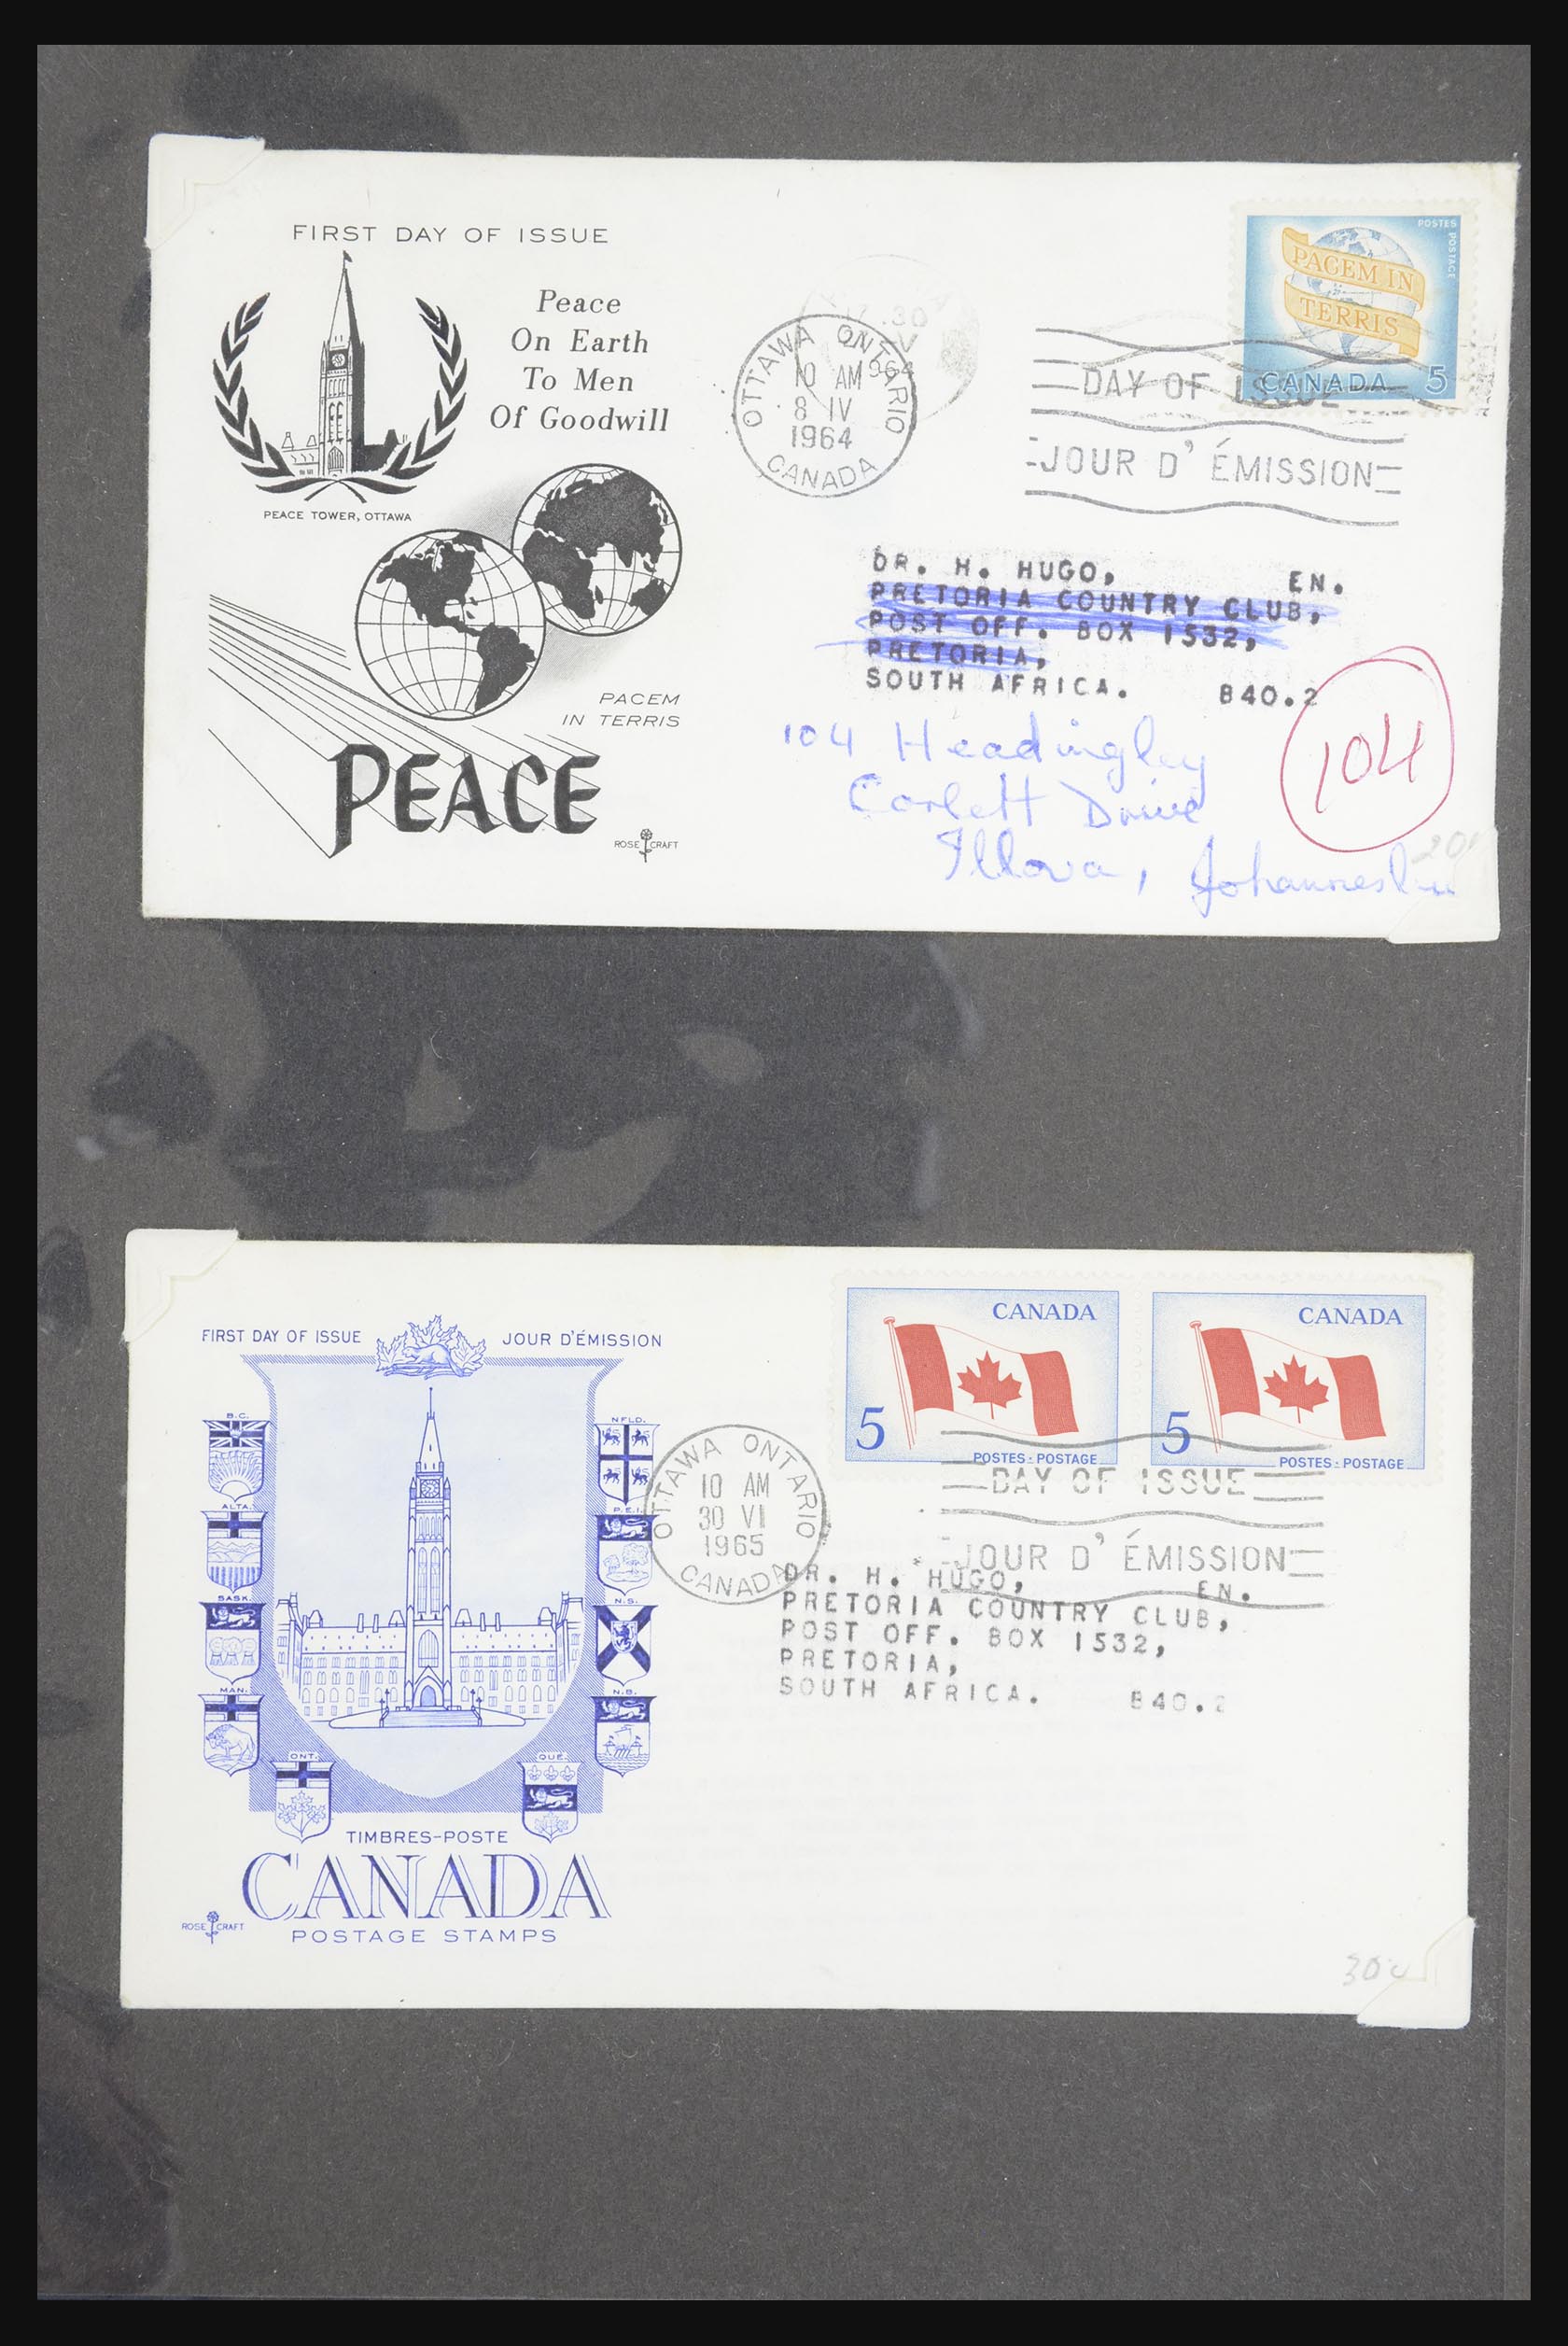 FIRST DAY OF ISSUE
Peace
On Earth
To Men
Of Goodwill
PEACE TOWER, OTTAWA
PACEM
IN TERRIS
PEACE
ROSE CRAFT
OTTAWA ONTARIO
10 AM
8 IV
1964
CANADA
POSTES
POSTAGE
PACEM IN
TERRIS
CANADA 5
DAY OF ISSUE
JOUR D'ÉMISSION
DR. H. HUGO, EN.
PRETORIA COUNTRY CLUB,
POST OFF. BOX 1532,
PRETORIA,
SOUTH AFRICA. 840.2
104 Headingley
Corlett Drive
Illova,
104
FIRST DAY OF ISSUE JOUR D'ÉMISSION
B.C.
NFLD.
ALTA.
P.E.I.
SASK.
N.S.
MAN.
N.B.
ONT.
QUE.
TIMBRES-POSTE
CANADA
POSTAGE STAMPS
ROSE CRAFT
CANADA
5
POSTES - POSTAGE
CANADA
5
POSTES - POSTAGE
OTTAWA ONTARIO
10 AM
30 VI
1965
CANADA
DAY OF ISSUE
JOUR D'ÉMISSION
DR. H. HUGO, EN.
PRETORIA COUNTRY CLUB,
POST OFF. BOX 1532,
PRETORIA,
SOUTH AFRICA. 840.2